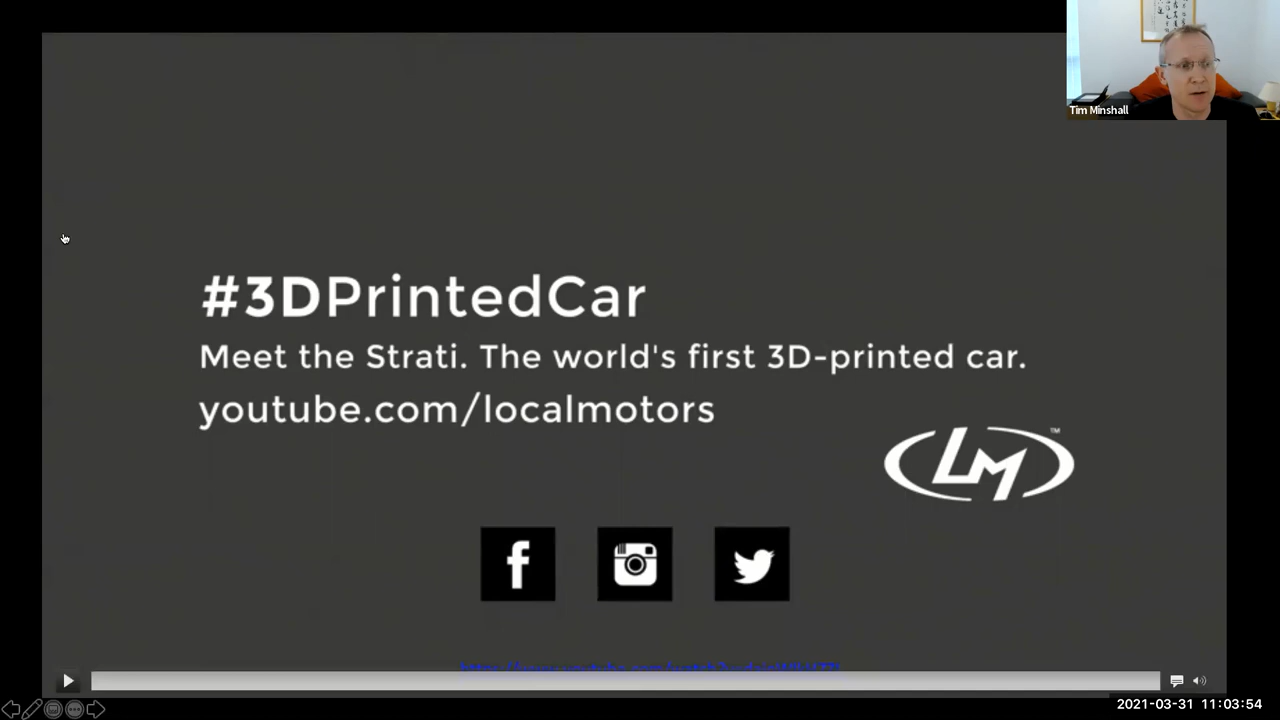 Tim Minshall
#3DPrintedCar
Meet the Strati. The world's first 3D-printed car.
youtube.com/localmotors
LM™
2021-03-31 11:03:54